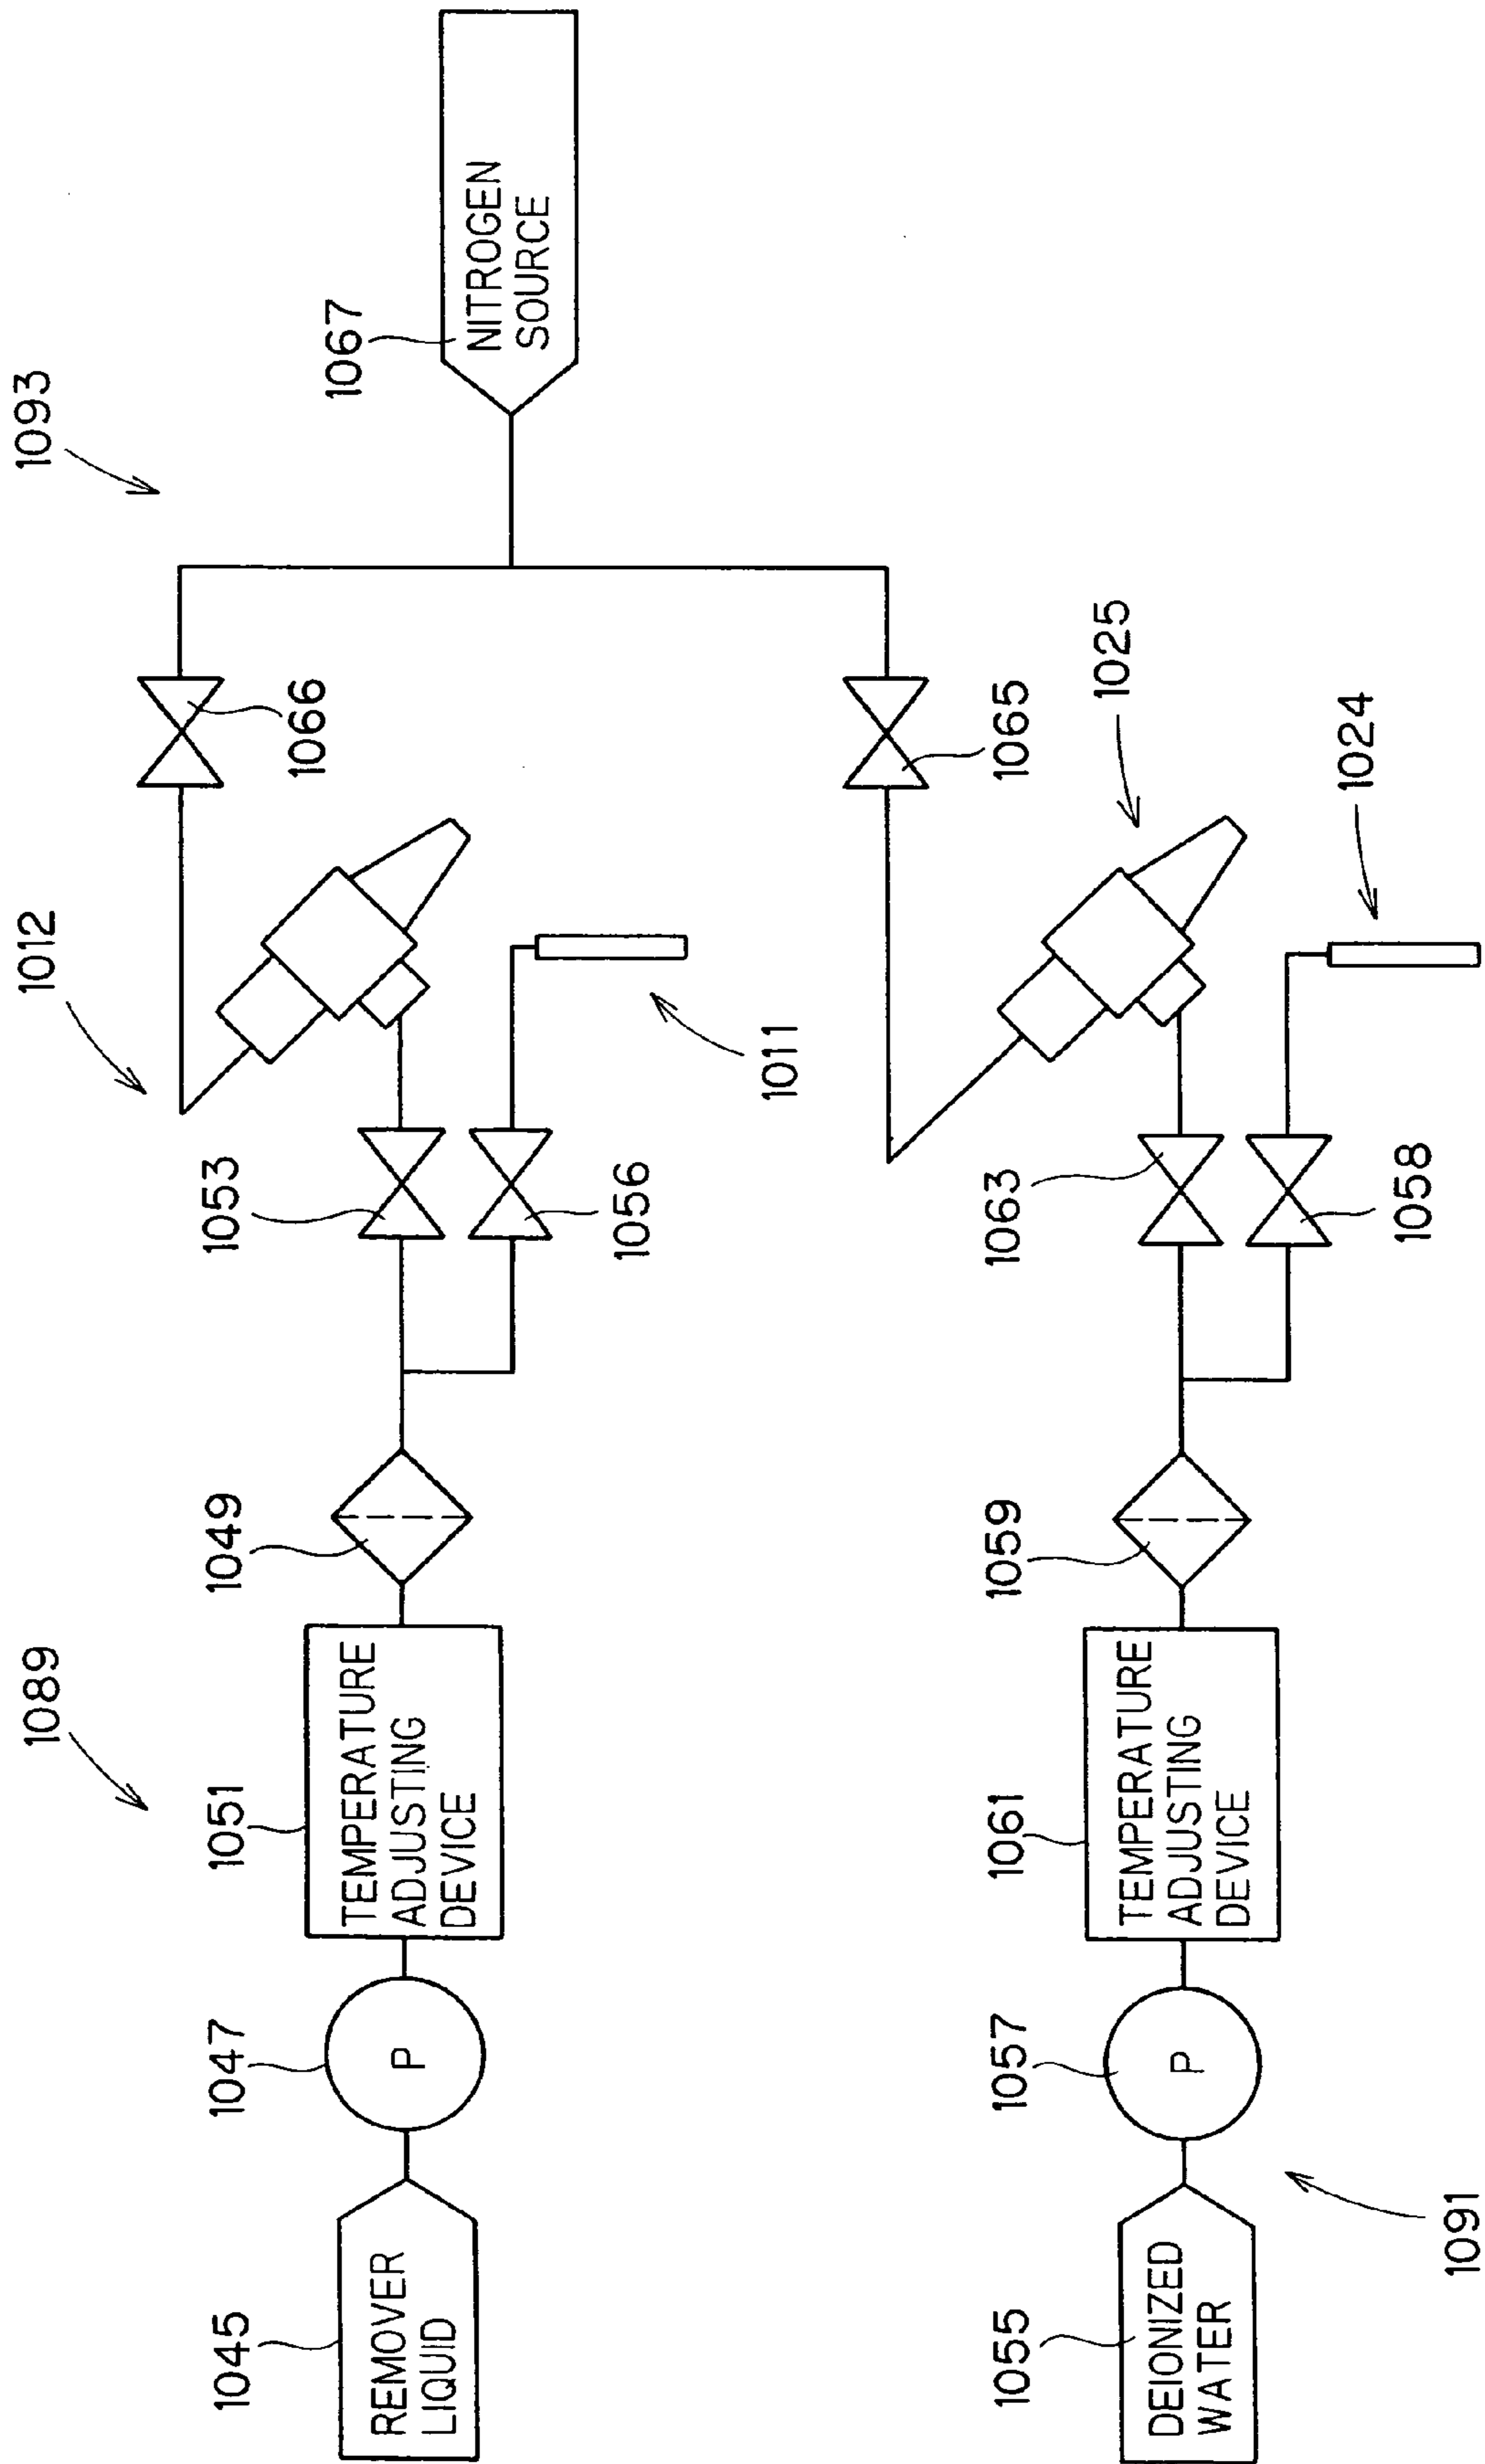 1093
1067
NITROGEN
SOURCE
1066
1012
1011
1053
1056
1089
1049
1051
TEMPERATURE
ADJUSTING
DEVICE
1047
P
1045
REMOVER
LIQUID
1065
1025
1024
1063
1058
1059
1061
TEMPERATURE
ADJUSTING
DEVICE
1057
P
1055
DEIONIZED
WATER
1091